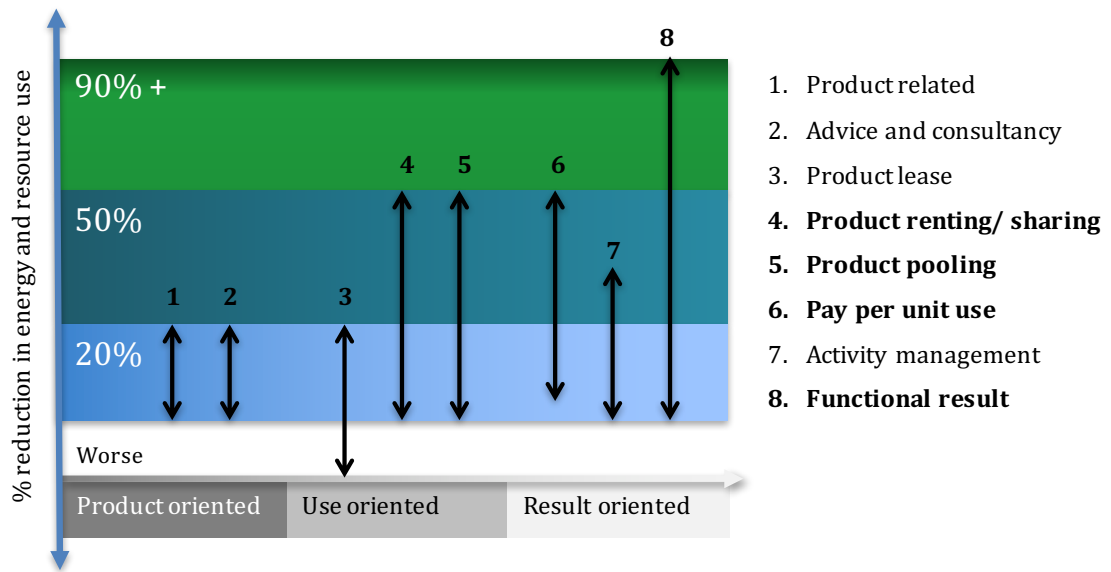 % reduction in energy and resource use
8
90% +
4
5
6
50%
7
1
2
3
20%
Worse
Product oriented
Use oriented
Result oriented
1. Product related
2. Advice and consultancy
3. Product lease
4. Product renting/ sharing
5. Product pooling
6. Pay per unit use
7. Activity management
8. Functional result